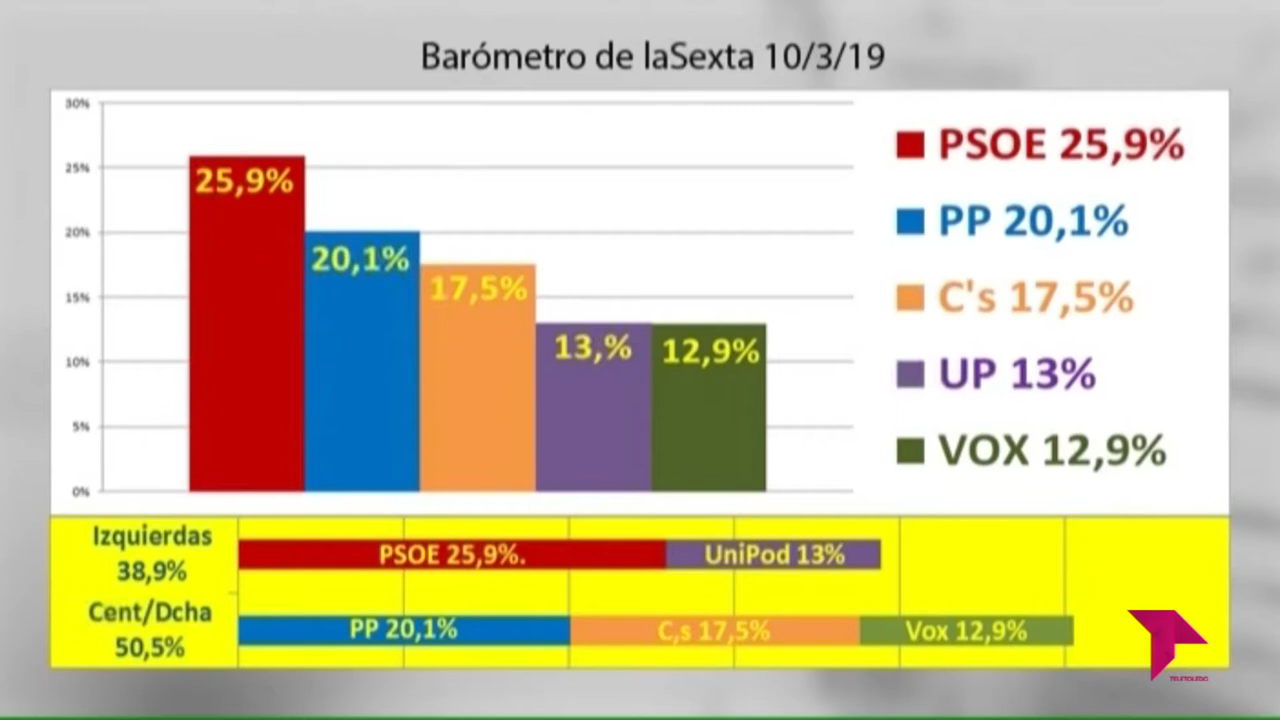 Barómetro de laSexta 10/3/19
30%
25%
20%
15%
10%
5%
0%
25,9%
20,1%
17,5%
13,%
12,9%
PSOE 25,9%
PP 20,1%
C's 17,5%
UP 13%
VOX 12,9%
Izquierdas
38,9%
PSOE 25,9%.
UniPod 13%
Cent/Dcha
50,5%
PP 20,1%
C,s 17,5%
Vox 12,9%
TELETOLEDO